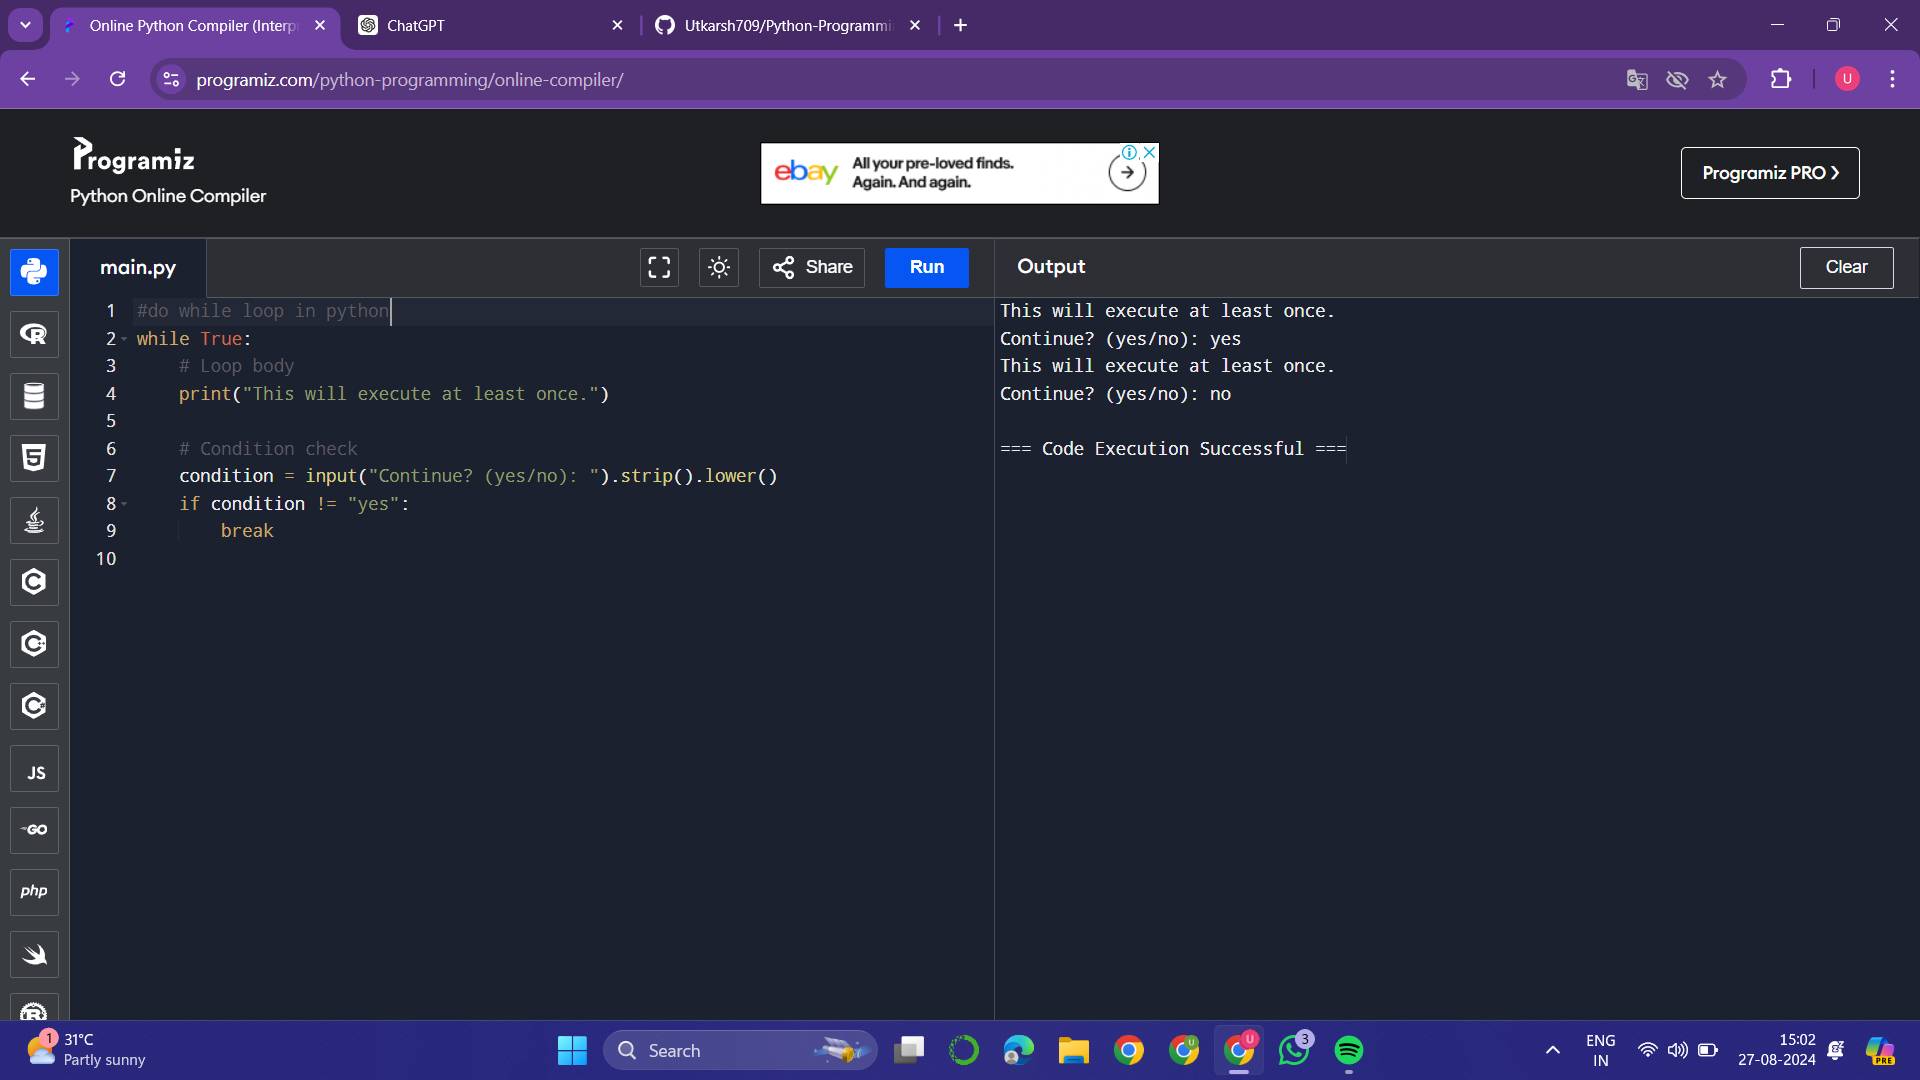 Online Python Compiler (Interp
ChatGPT
Utkarsh709/Python-Programmi
programiz.com/python-programming/online-compiler/
U
Programiz
Python Online Compiler
ebay
All your pre-loved finds.
Again. And again.
Programiz PRO
main.py
Share
Run
Output
Clear
1 #do while loop in python
2 while True:
3 # Loop body
4 print("This will execute at least once.")
5
6 # Condition check
7 condition = input("Continue? (yes/no): ").strip().lower()
8 if condition != "yes":
9 break
10
This will execute at least once.
Continue? (yes/no): yes
This will execute at least once.
Continue? (yes/no): no
=== Code Execution Successful ===
R
5
C
C
C
JS
GO
php
R
1
31°C
Partly sunny
Search
U
U
3
ENG
IN
15:02
27-08-2024
PRE